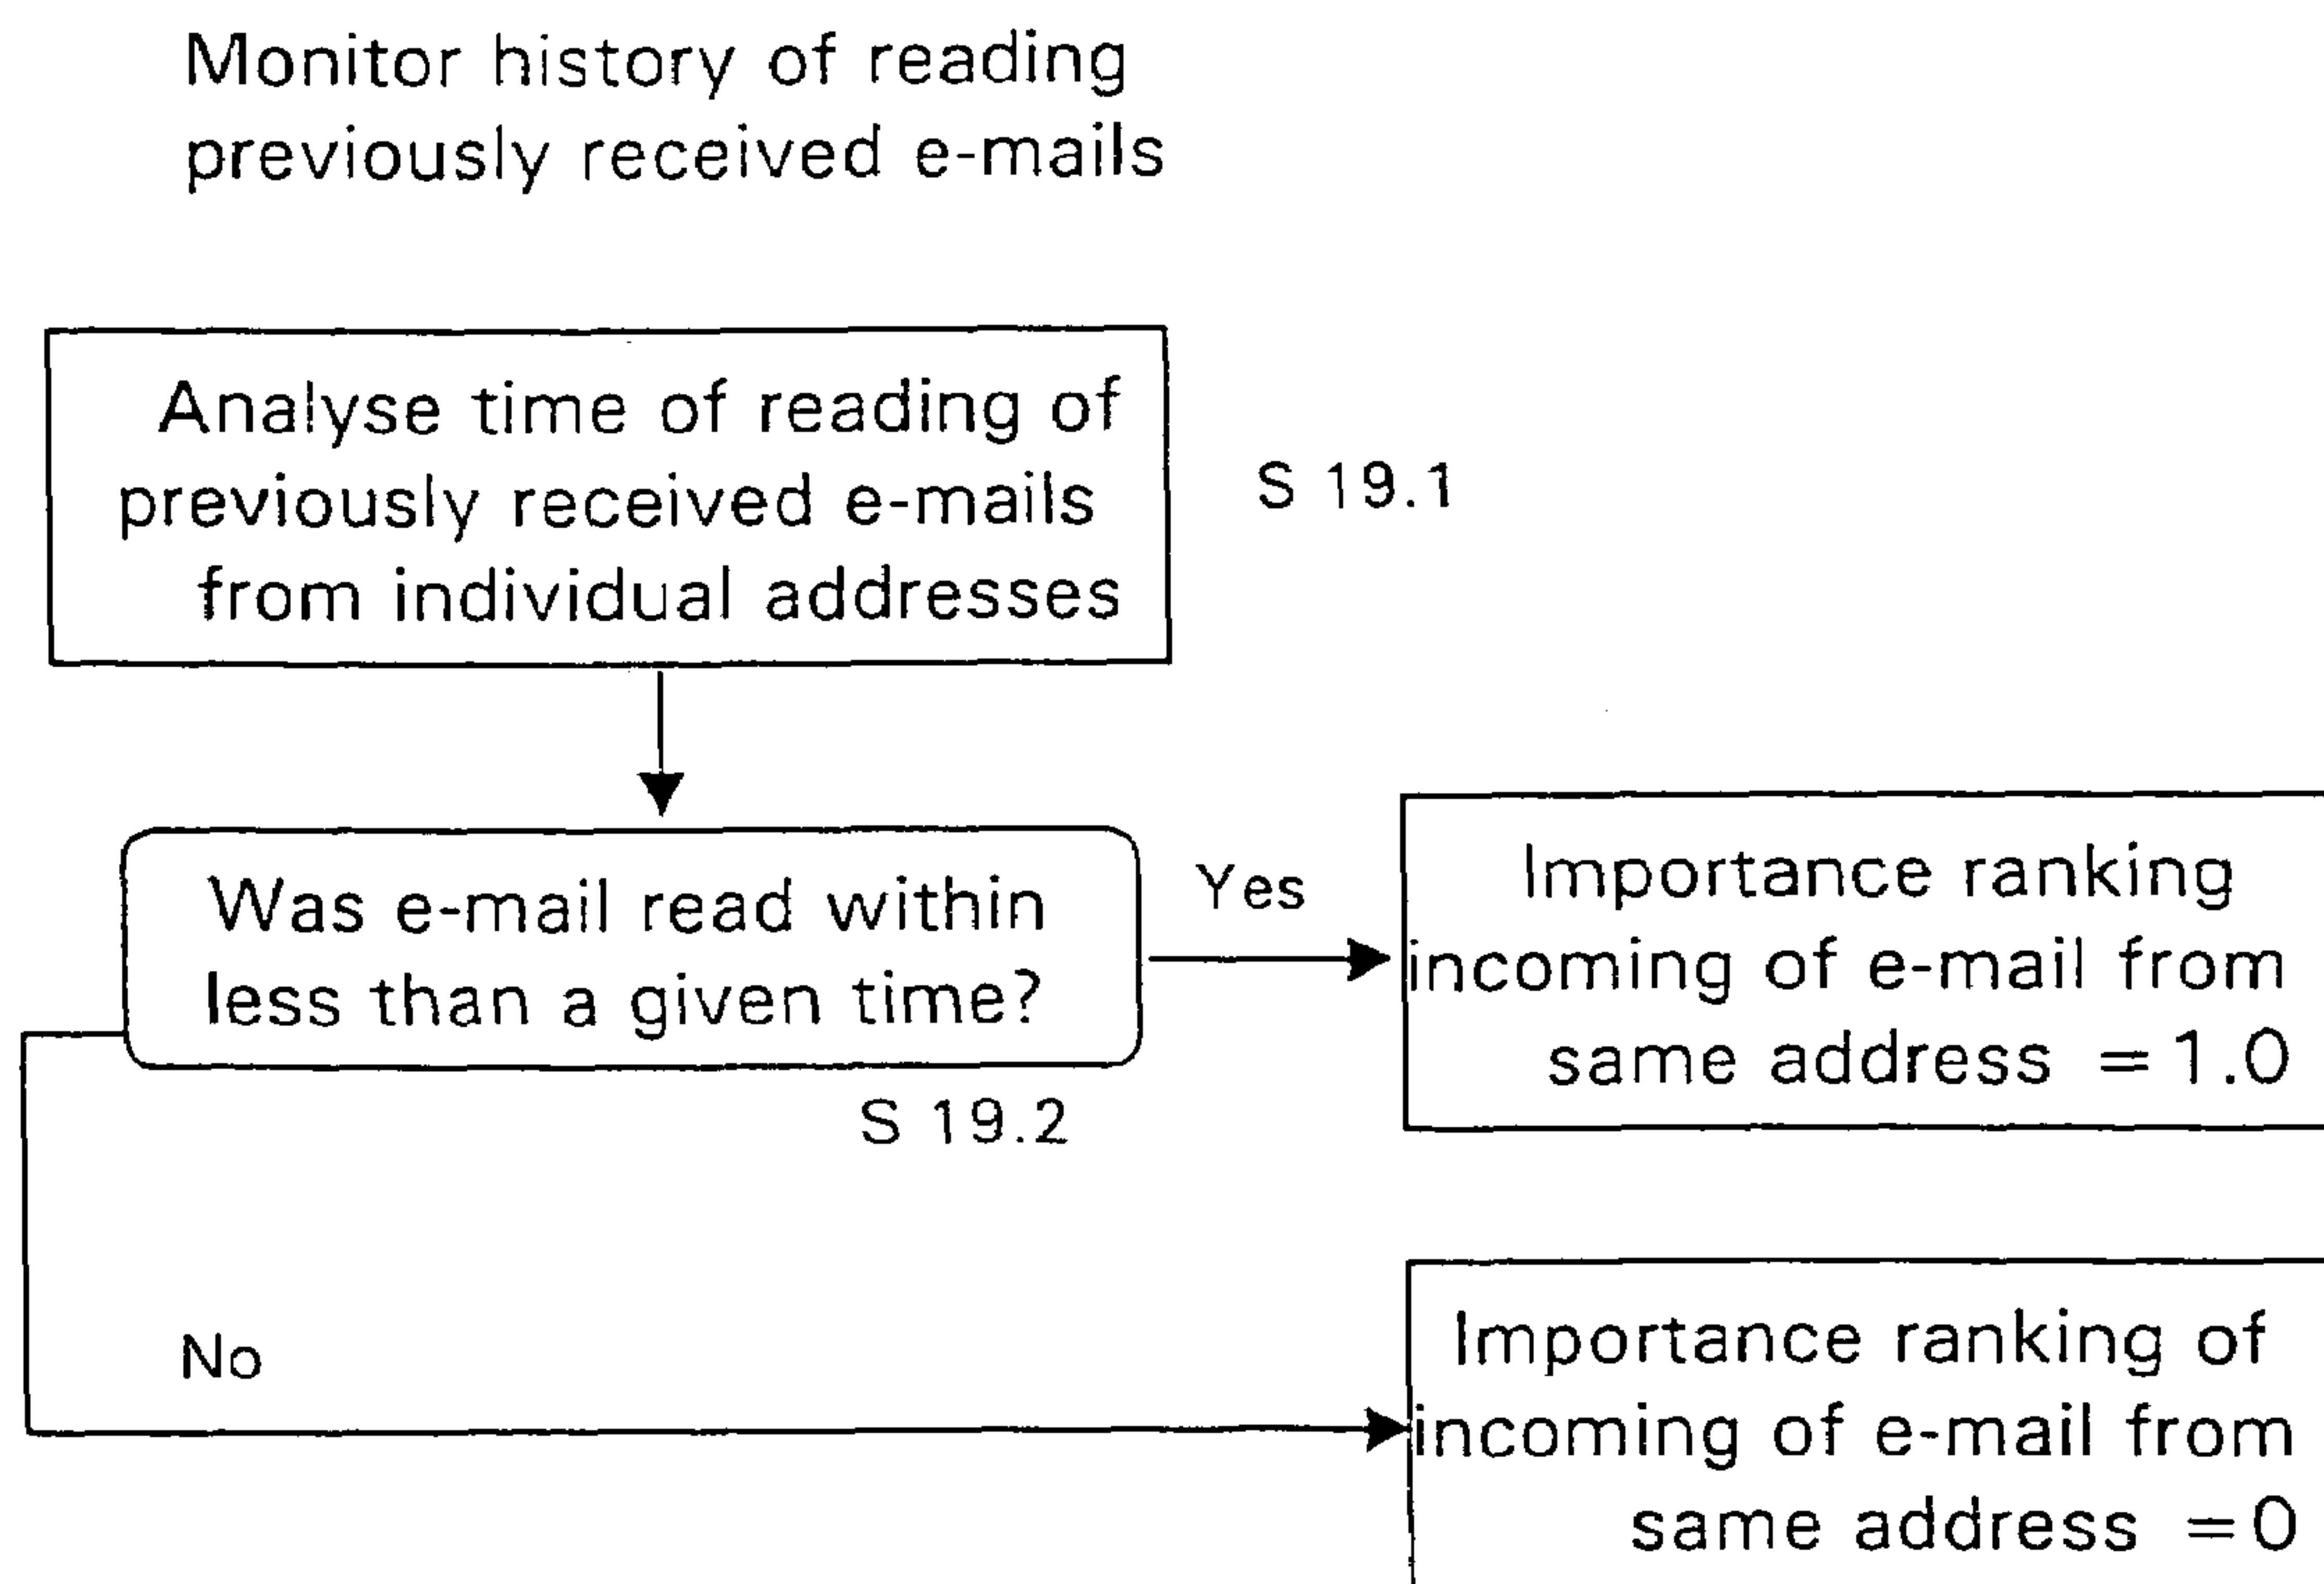 Monitor history of reading
previously received e-mails
Analyse time of reading of
previously received e-mails
from individual addresses
S 19.1
Was e-mail read within
less than a given time?
S 19.2
Yes
Importance ranking
incoming of e-mail from
same address = 1.0
No
Importance ranking of
incoming of e-mail from
same address = 0